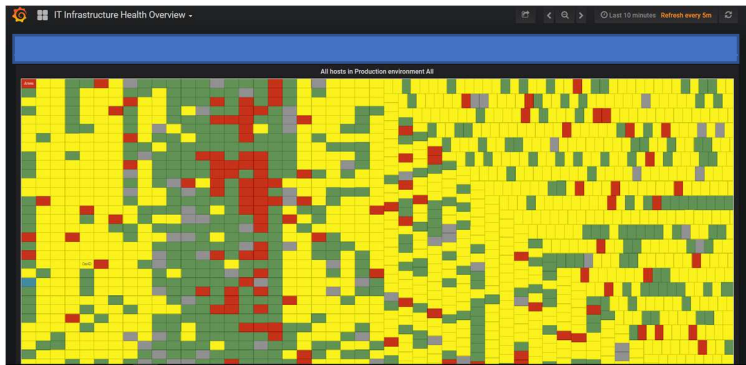 IT Infrastructure Health Overview
Last 10 minutes Refresh every 5m
All hosts in Production environment All